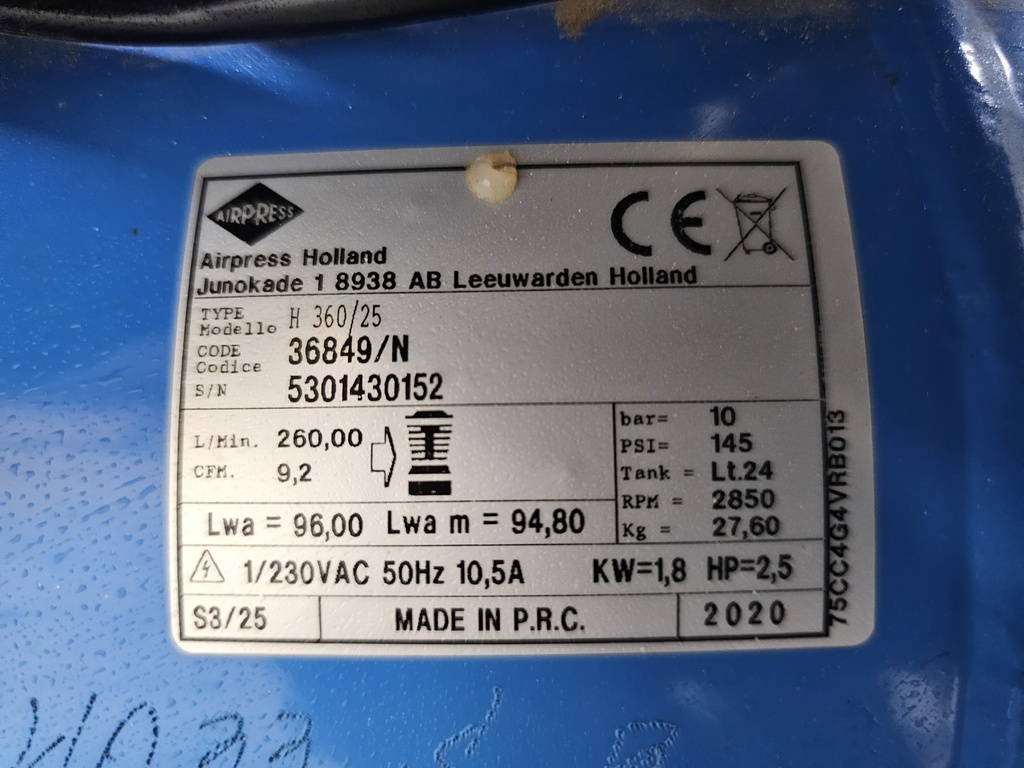 AIRPRESS
CE
Airpress Holland
Junokade 1 8938 AB Leeuwarden Holland
TYPE
Modello H 360/25
CODE
Codice 36849/N
S/N 5301430152
L/Min. 260,00
CFM. 9,2
Lwa = 96,00 Lwa m = 94,80
bar= 10
PSI= 145
Tank = Lt.24
RPM = 2850
Kg = 27,60
1/230VAC 50Hz 10,5A KW=1,8 HP=2,5
S3/25 MADE IN P.R.C. 2020
75CC4G4VRB013